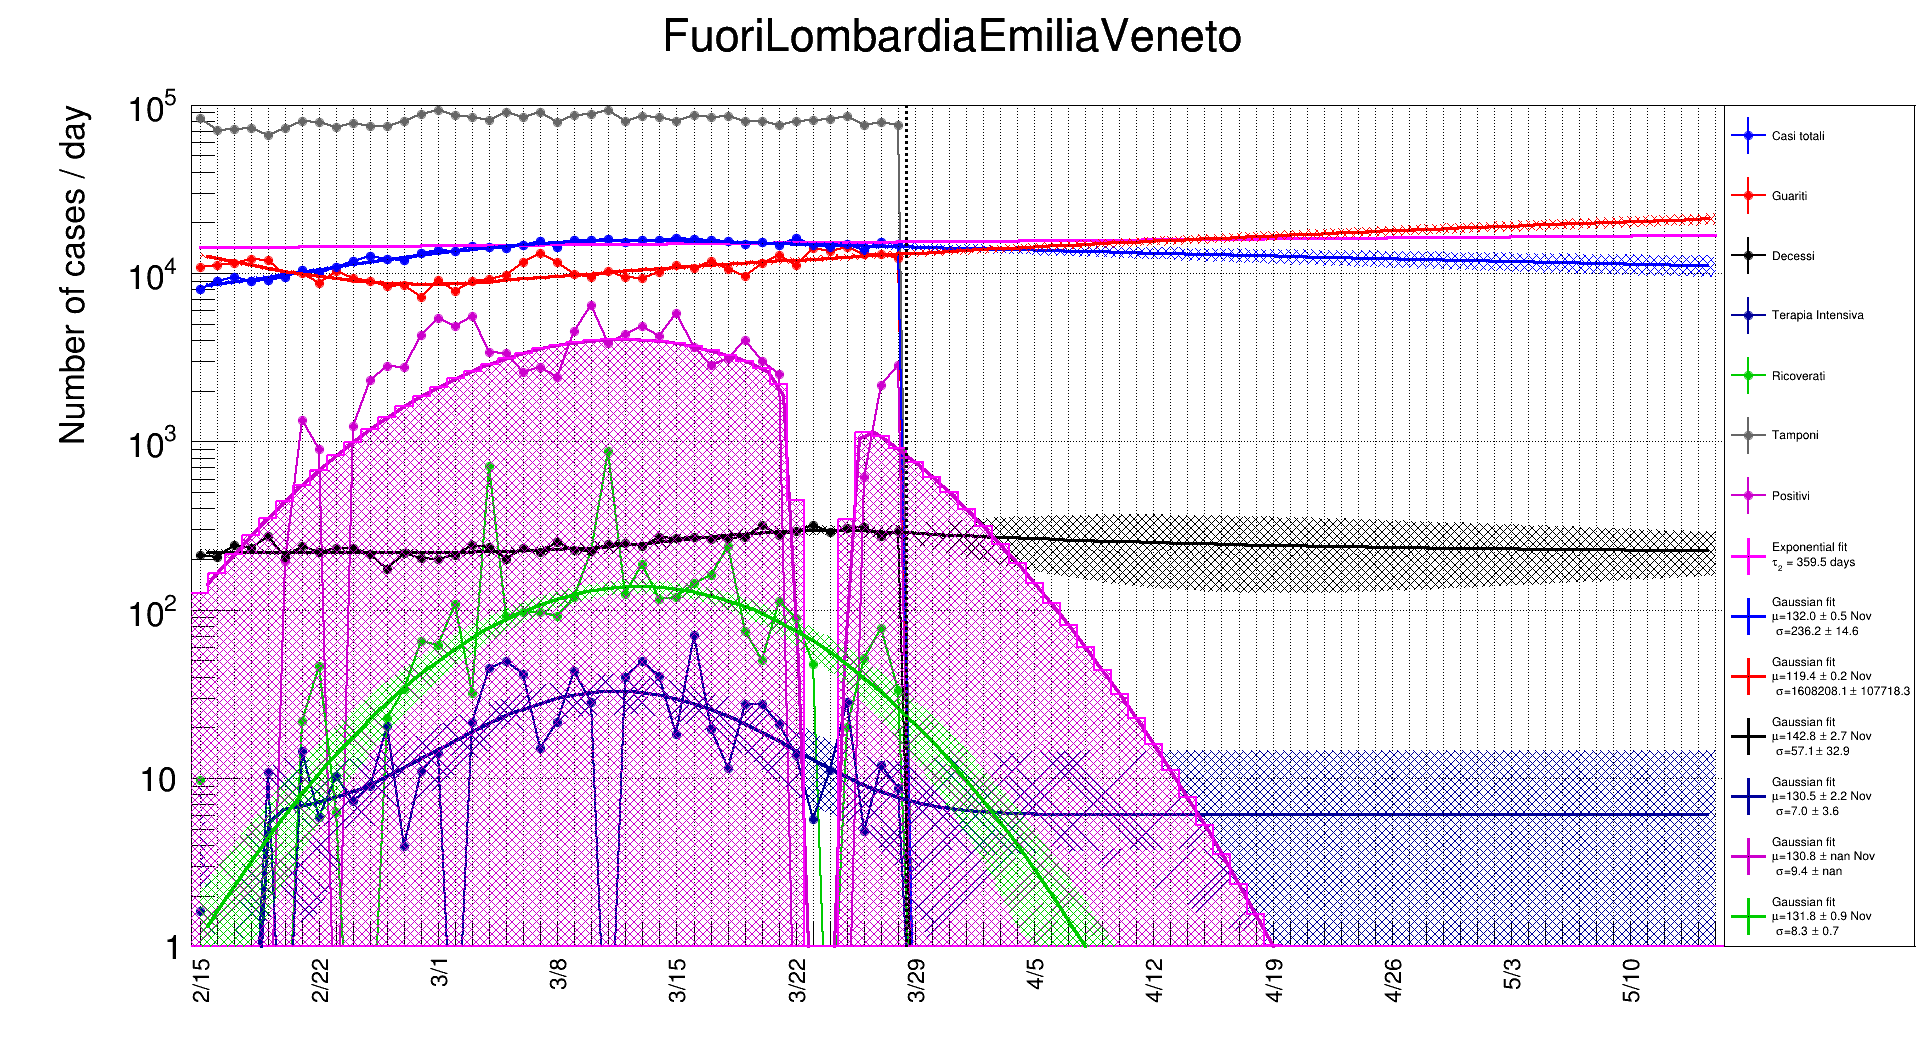 FuoriLombardiaEmiliaVeneto
Number of cases / day
10^5
10^4
10^3
10^2
10
1
2/15
2/22
3/1
3/8
3/15
3/22
3/29
4/5
4/12
4/19
4/26
5/3
5/10
Casi totali
Guariti
Decessi
Terapia Intensiva
Ricoverati
Tamponi
Positivi
Exponential fit
τ₂ = 359.5 days
Gaussian fit
μ=132.0 ± 0.5 Nov
σ=236.2 ± 14.6
Gaussian fit
μ=119.4 ± 0.2 Nov
σ=1608208.1 ± 107718.3
Gaussian fit
μ=142.8 ± 2.7 Nov
σ=57.1 ± 32.9
Gaussian fit
μ=130.5 ± 2.2 Nov
σ=7.0 ± 3.6
Gaussian fit
μ=130.8 ± nan Nov
σ=9.4 ± nan
Gaussian fit
μ=131.8 ± 0.9 Nov
σ=8.3 ± 0.7